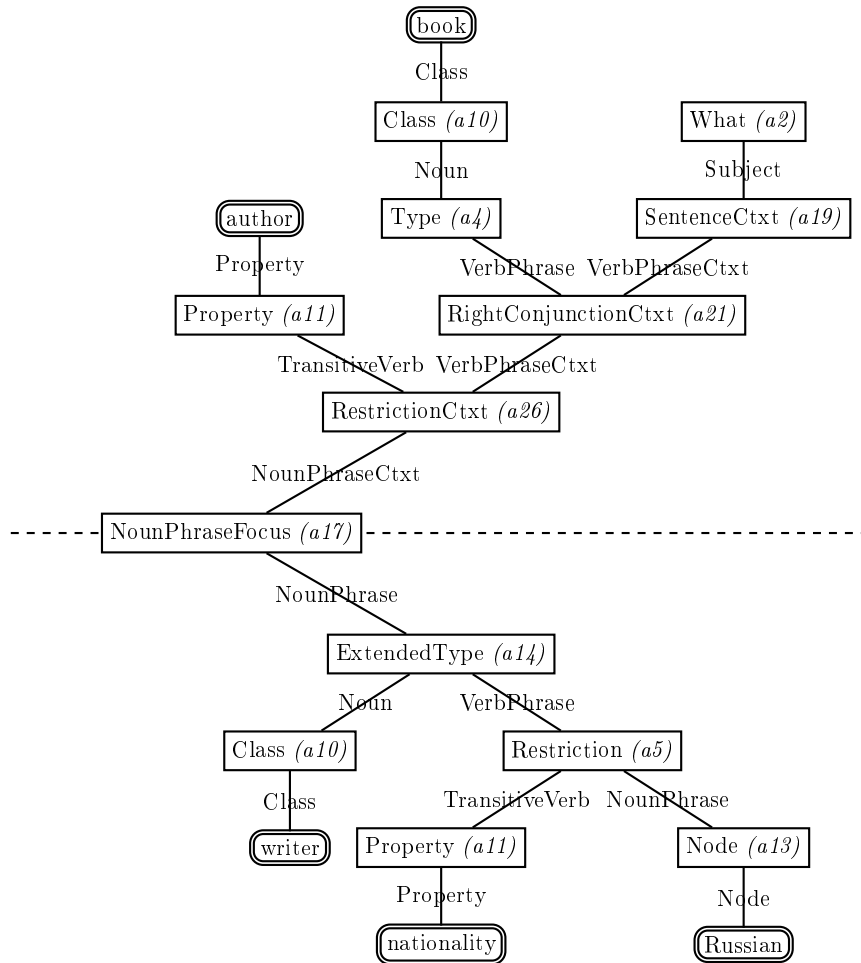 book
Class
Class (a10)
What (a2)
Noun
Subject
author
Type (a4)
SentenceCtxt (a19)
Property
VerbPhrase
VerbPhraseCtxt
Property (a11)
RightConjunctionCtxt (a21)
TransitiveVerb
VerbPhraseCtxt
RestrictionCtxt (a26)
NounPhraseCtxt
NounPhraseFocus (a17)
NounPhrase
ExtendedType (a14)
Noun
VerbPhrase
Class (a10)
Restriction (a5)
Class
TransitiveVerb
NounPhrase
writer
Property (a11)
Node (a13)
Property
Node
nationality
Russian